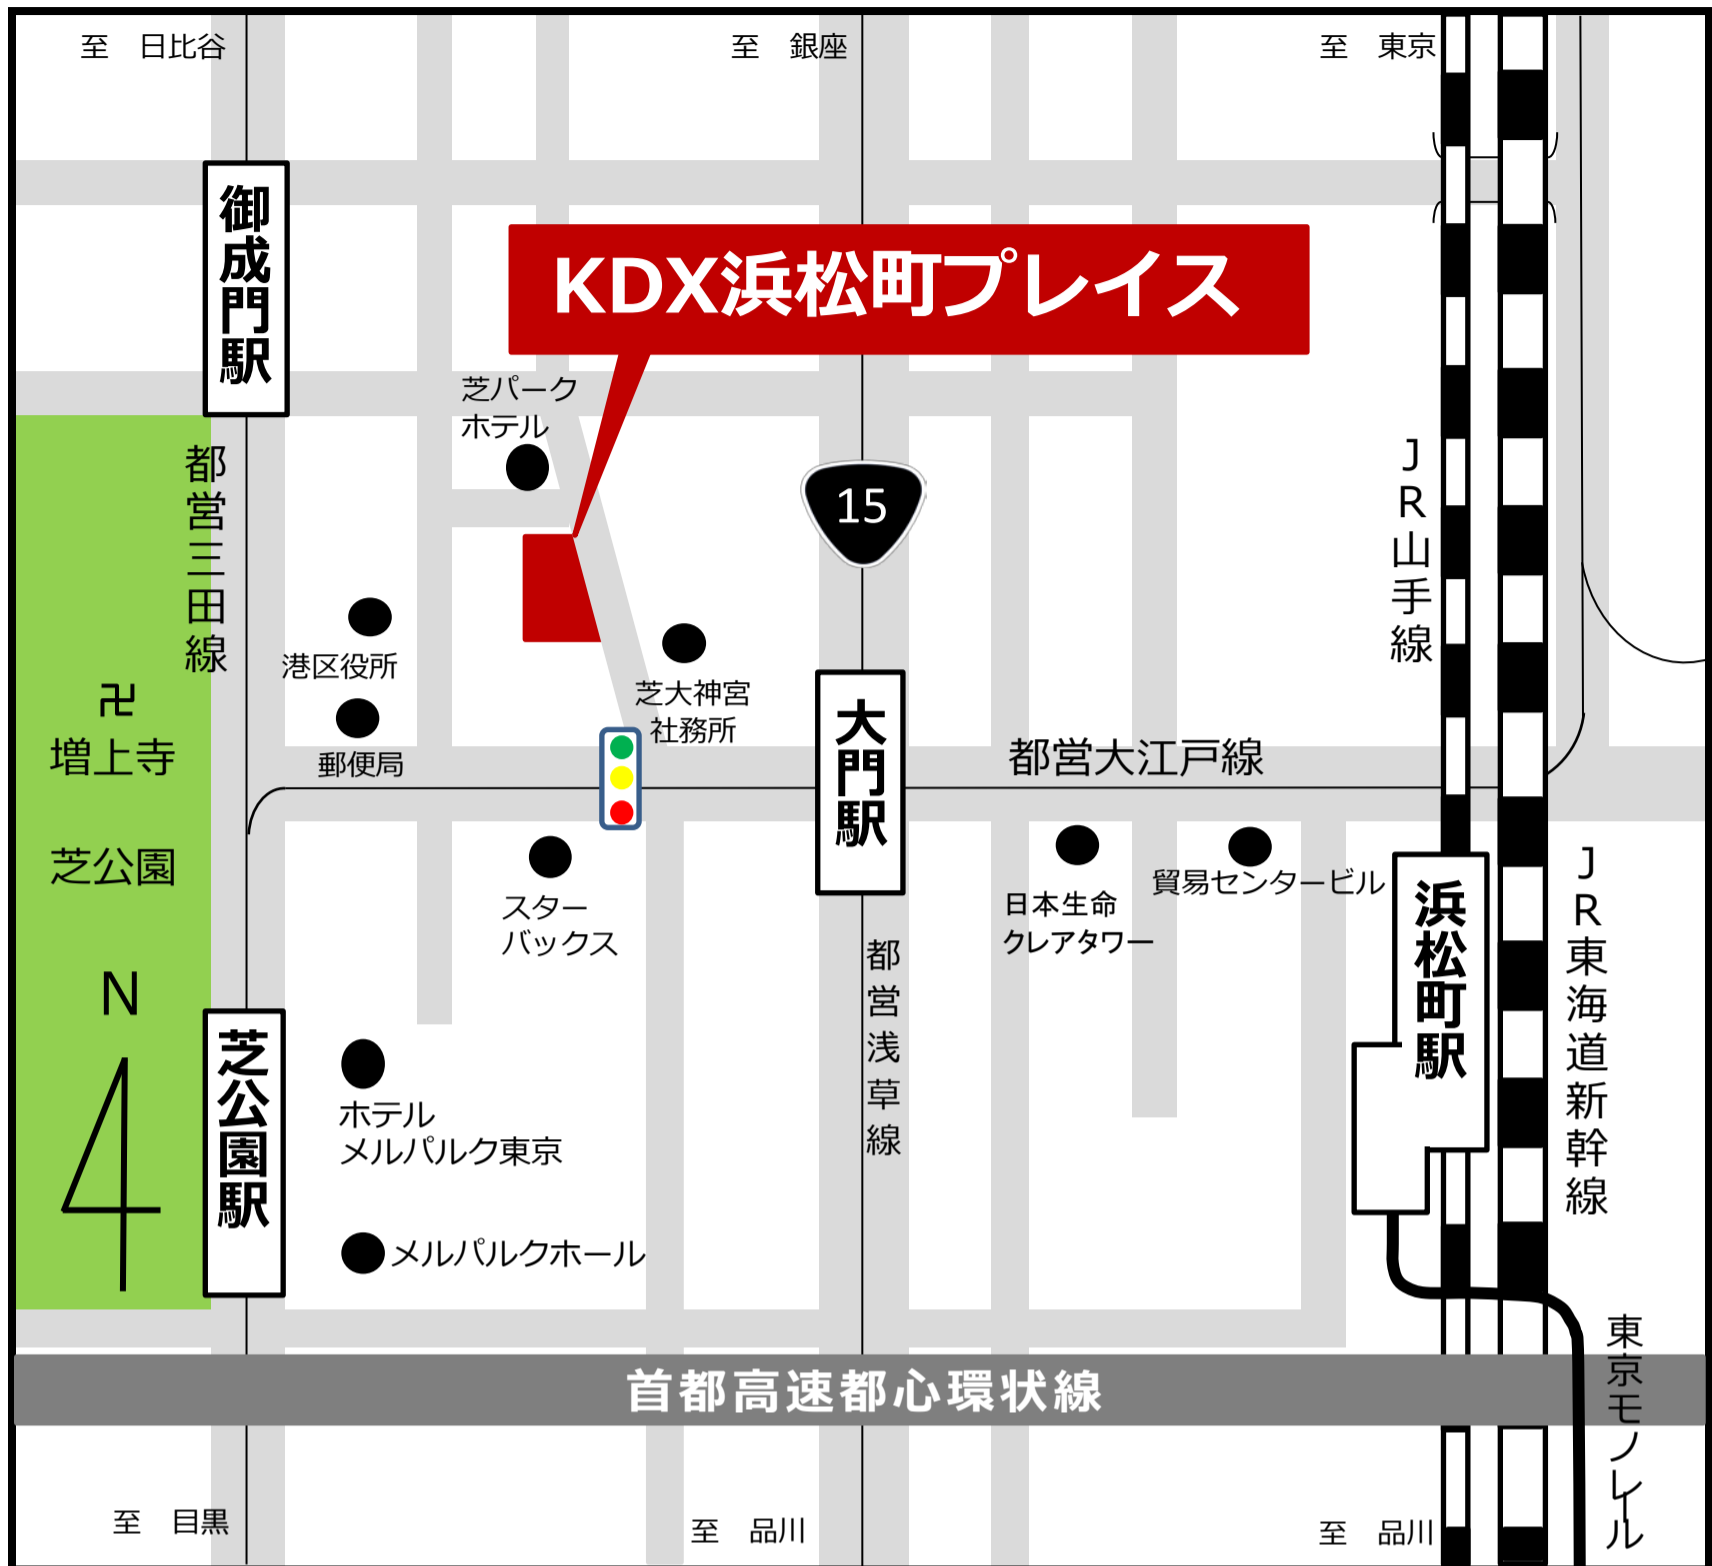 至　日比谷
至　銀座
至　東京
御成門駅
KDX浜松町プレイス
芝パーク
ホテル
都営三田線
15
JR山手線
港区役所
芝大神宮
社務所
卍
増上寺
郵便局
大門駅
都営大江戸線
芝公園
スター
バックス
日本生命
クレアタワー
貿易センタービル
浜松町駅
JR東海道新幹線
都営浅草線
N
芝公園駅
ホテル
メルパルク東京
メルパルクホール
東京モノレール
首都高速都心環状線
至　目黒
至　品川
至　品川